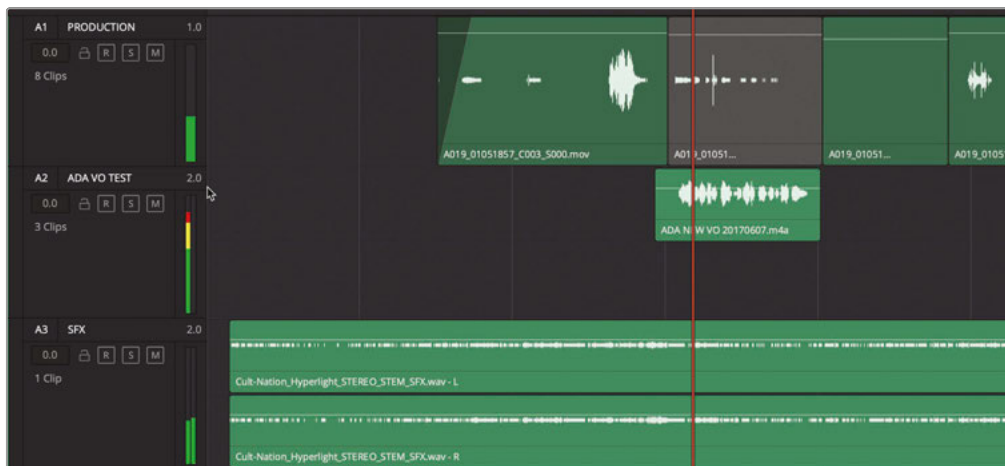 A1 PRODUCTION 1.0
0.0 R S M
8 Clips
A019_01051857_C003_S000.mov
A019_01051...
A019_01051...
A019_0105
A2 ADA VO TEST 2.0
0.0 R S M
3 Clips
ADA NEW VO 20170607.m4a
A3 SFX 2.0
0.0 R S M
1 Clip
Cult-Nation_Hyperlight_STEREO_STEM_SFX.wav - L
Cult-Nation_Hyperlight_STEREO_STEM_SFX.wav - R